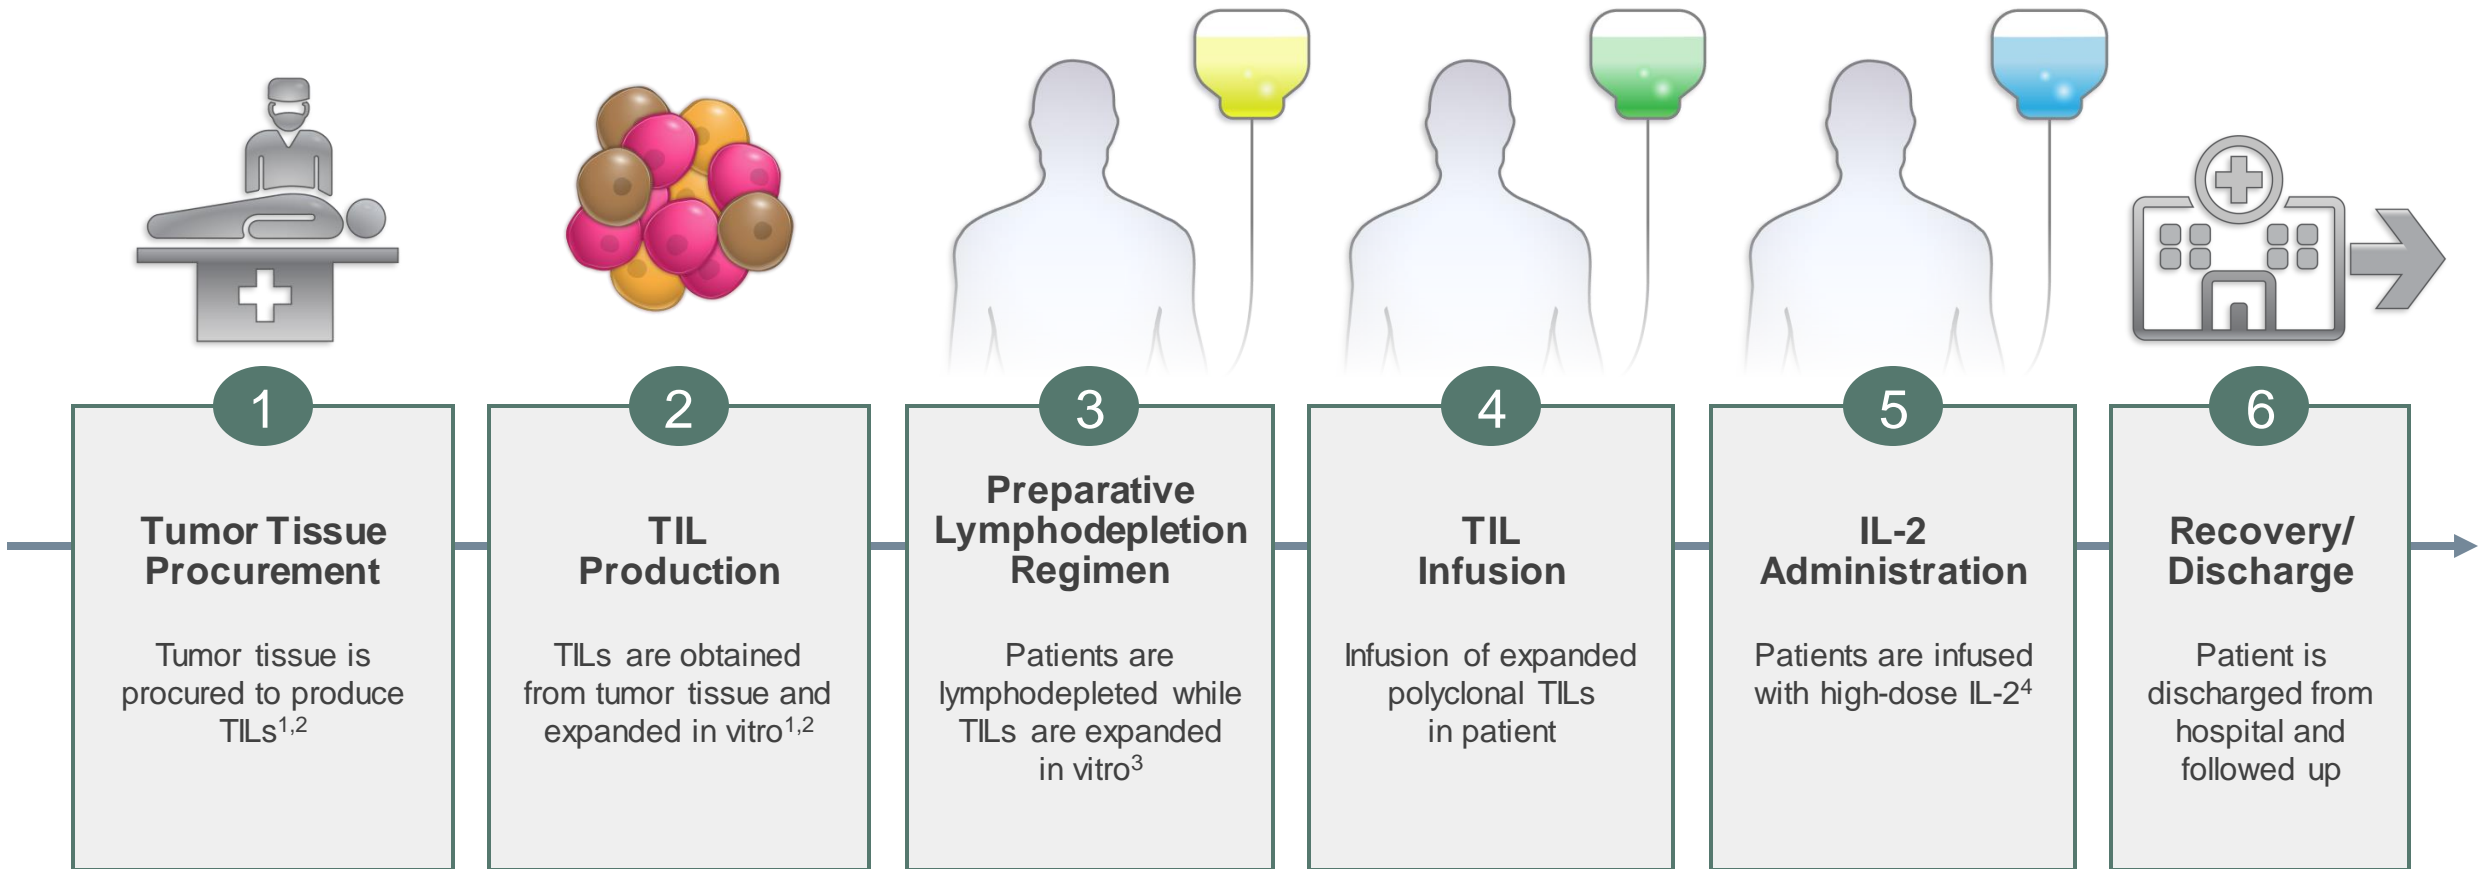 1
Tumor Tissue
Procurement
Tumor tissue is
procured to produce
TILs1,2
2
TIL
Production
TILs are obtained
from tumor tissue and
expanded in vitro1,2
3
Preparative
Lymphodepletion
Regimen
Patients are
lymphodepleted while
TILs are expanded
in vitro3
4
TIL
Infusion
Infusion of expanded
polyclonal TILs
in patient
5
IL-2
Administration
Patients are infused
with high-dose IL-24
6
Recovery/
Discharge
Patient is
discharged from
hospital and
followed up